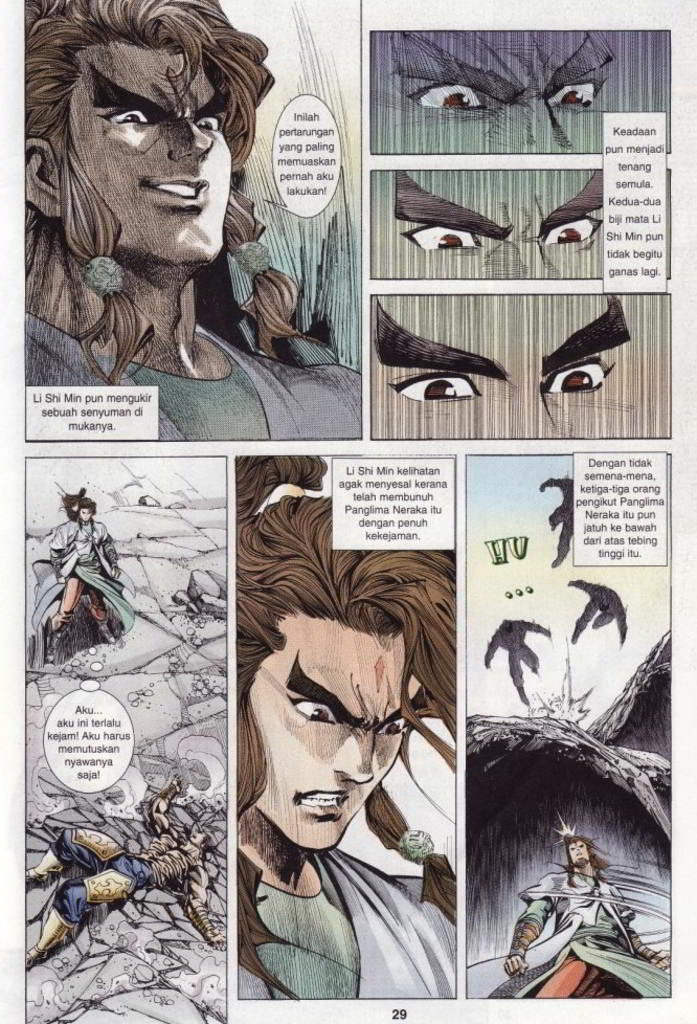 Inilah
pertarungan
yang paling
memuaskan
pernah aku
lakukan!
Li Shi Min pun mengukir
sebuah senyuman di
mukanya.
Keadaan
pun menjadi
tenang
semula.
Kedua-dua
biji mata Li
Shi Min pun
tidak begitu
ganas lagi.
Aku...
aku ini terlalu
kejam! Aku harus
memutuskan
nyawanya
saja!
Li Shi Min kelihatan
agak menyesal kerana
telah membunuh
Panglima Neraka itu
dengan penuh
kekejaman.
Dengan tidak
semena-mena,
ketiga-tiga orang
pengikut Panglima
Neraka itu pun
jatuh ke bawah
dari atas tebing
tinggi itu.
HU
...
29